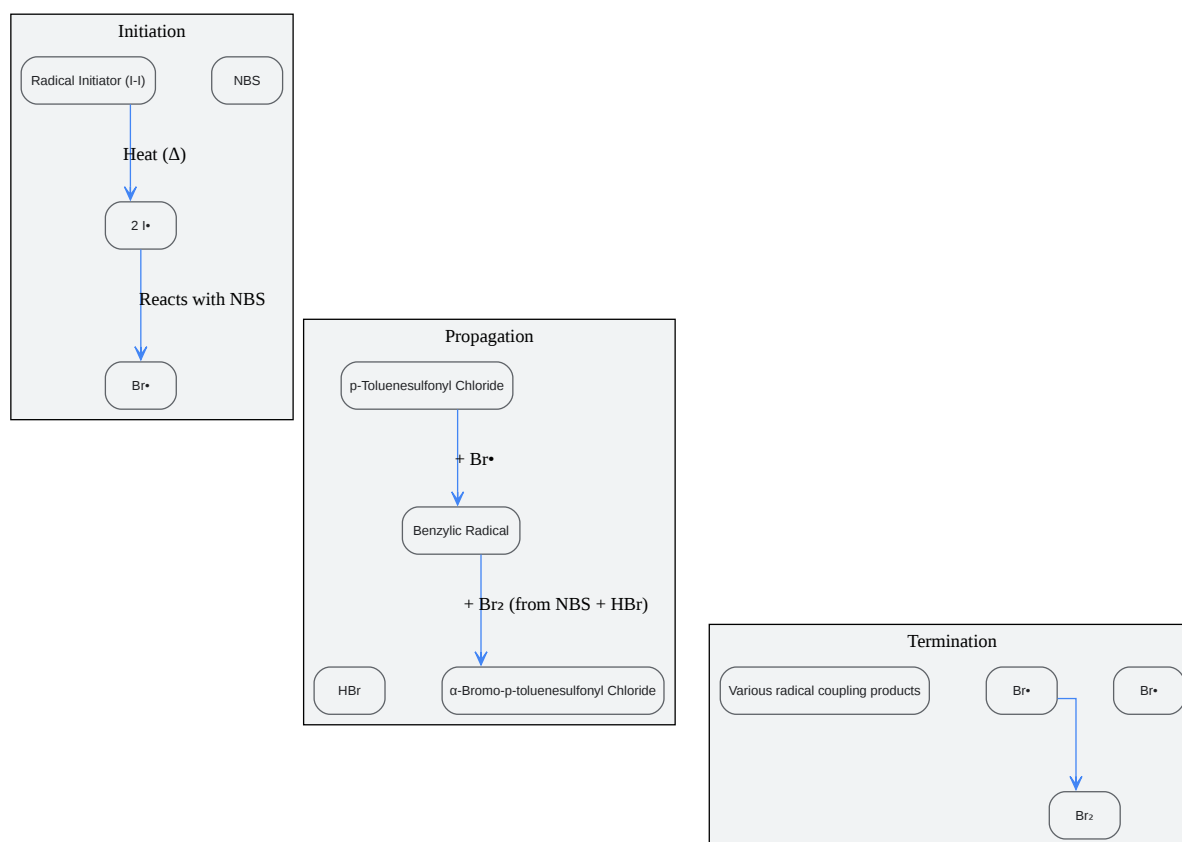 Initiation
Radical Initiator (I-I)
NBS
Heat (Δ)
2 I•
Reacts with NBS
Br•
Propagation
p-Toluenesulfonyl Chloride
+ Br•
Benzylic Radical
+ Br₂ (from NBS + HBr)
HBr
α-Bromo-p-toluenesulfonyl Chloride
Termination
Various radical coupling products
Br•
Br•
Br₂